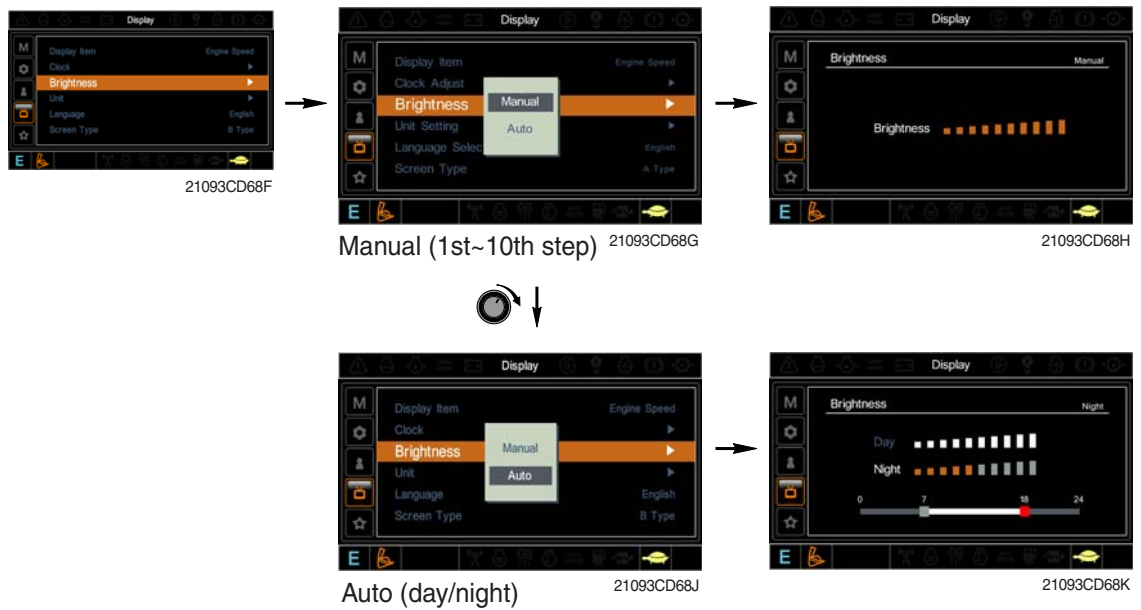 Display
M
Display Item Engine Speed
Clock
Brightness
Unit
Language English
Screen Type B Type
E
21093CD68F
Display
M
Display Item Engine Speed
Clock Adjust
Brightness
Manual
Auto
Unit Setting
Language Selec English
Screen Type A Type
E
Manual (1st~10th step) 21093CD68G
Display
M
Brightness Manual
Brightness
E
21093CD68H
Display
M
Display Item Engine Speed
Clock
Brightness
Manual
Auto
Unit
Language English
Screen Type B Type
E
Auto (day/night) 21093CD68J
Display
M
Brightness Night
Day
Night
0 7 18 24
E
21093CD68K